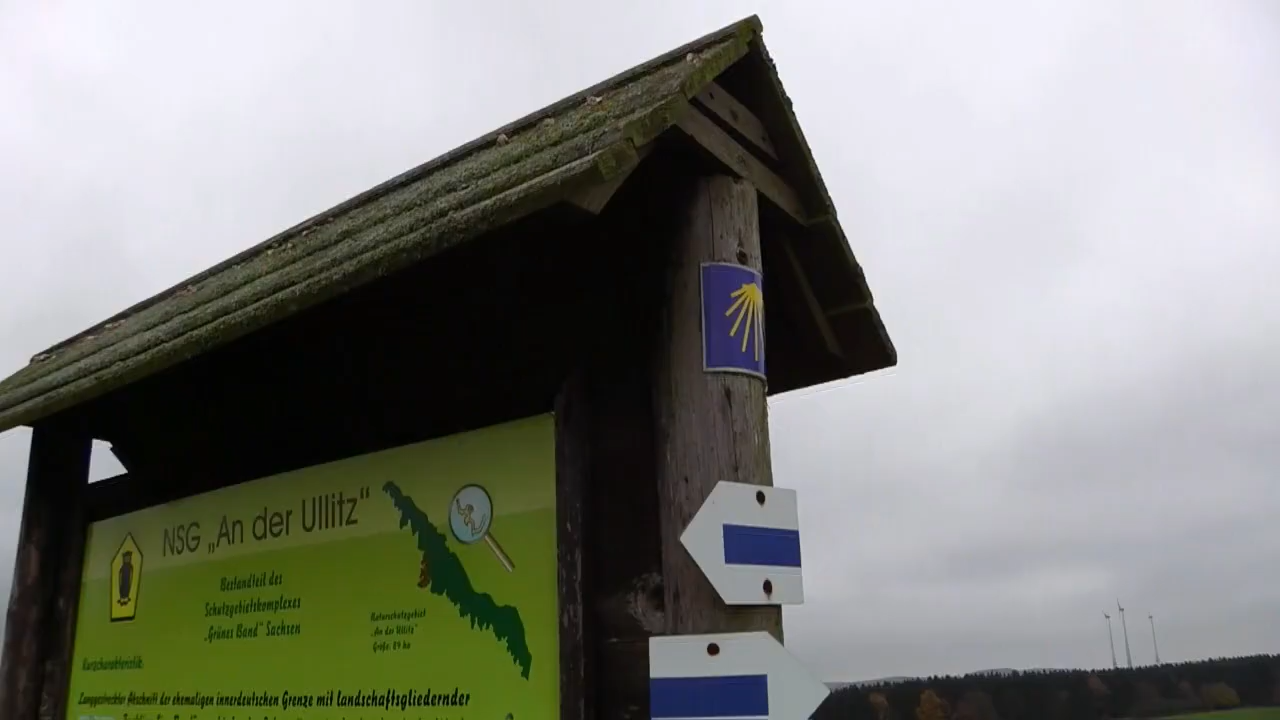 NSG „An der Ullitz“
Bestandteil des
Schutzgebietskomplexes
„Grünes Band“ Sachsen
Naturschutzgebiet
„An der Ullitz“
Größe: 89 ha
Kurzcharakteristik:
Langgestreckter Abschnitt der ehemaligen innerdeutschen Grenze mit landschaftsgliedernder